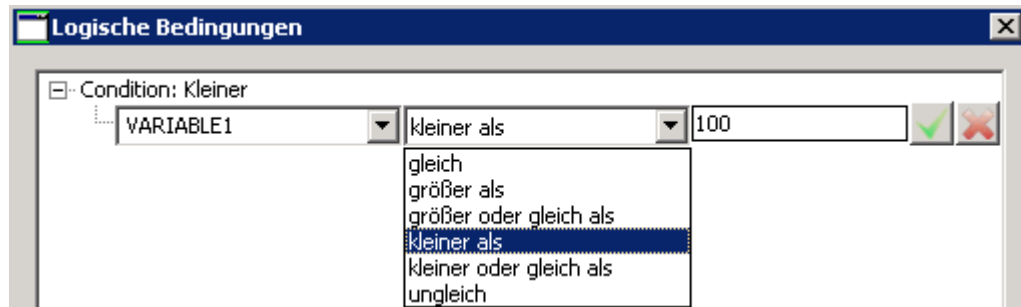 Logische Bedingungen
Condition: Kleiner
VARIABLE1 kleiner als 100
gleich
größer als
größer oder gleich als
kleiner als
kleiner oder gleich als
ungleich